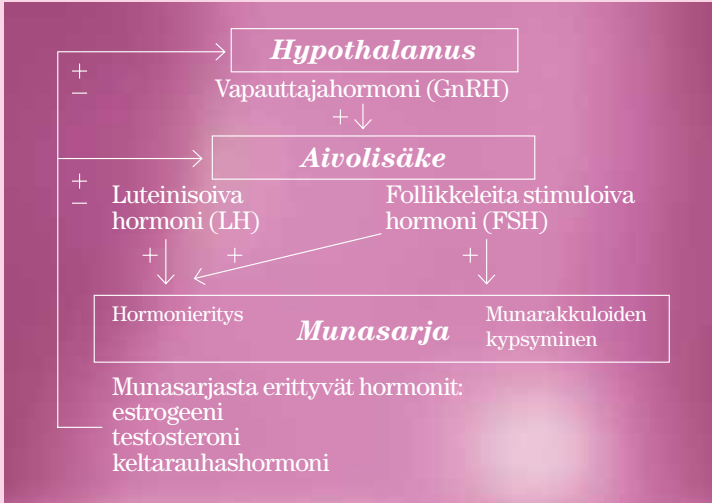 Hypothalamus
+
–
Vapauttajahormoni (GnRH)
+
Aivolisäke
+
–
Luteinisoiva
hormoni (LH)
Follikkeleita stimuloiva
hormoni (FSH)
+ + +
Hormonieritys
Munasarja
Munarakkuloiden
kypsyminen
Munasarjasta erittyvät hormonit:
estrogeeni
testosteroni
keltarauhashormoni